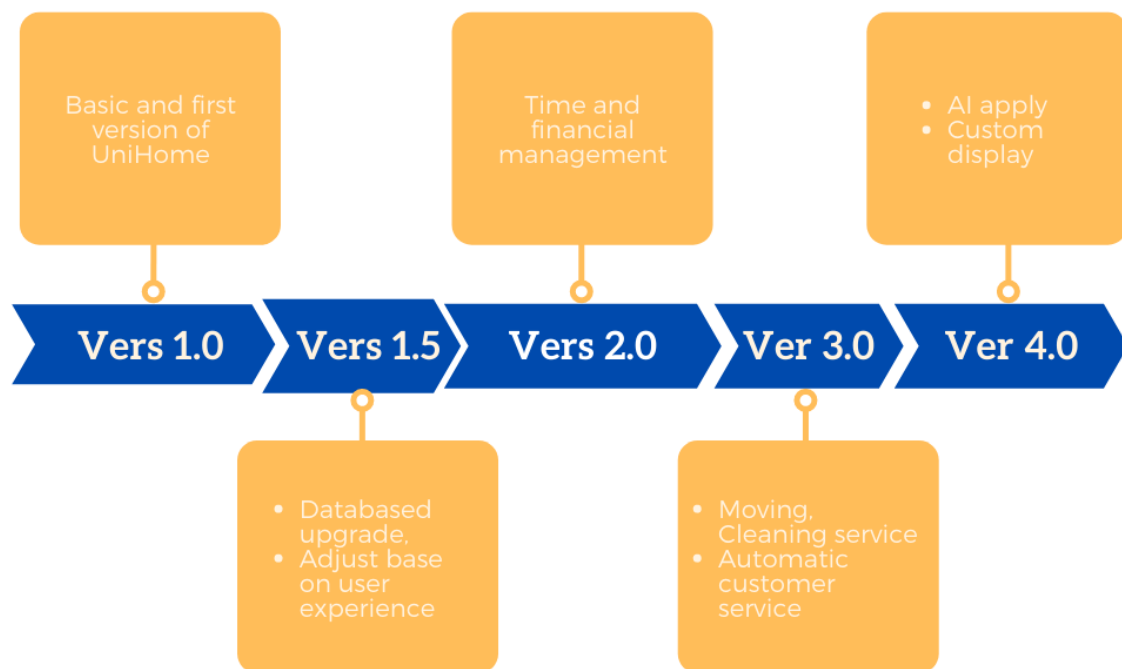 Basic and first
version of
UniHome
Time and
financial
management
• AI apply
• Custom
display
Vers 1.0
Vers 1.5
Vers 2.0
Ver 3.0
Ver 4.0
• Databased
upgrade,
• Adjust base
on user
experience
• Moving,
Cleaning service
• Automatic
customer
service